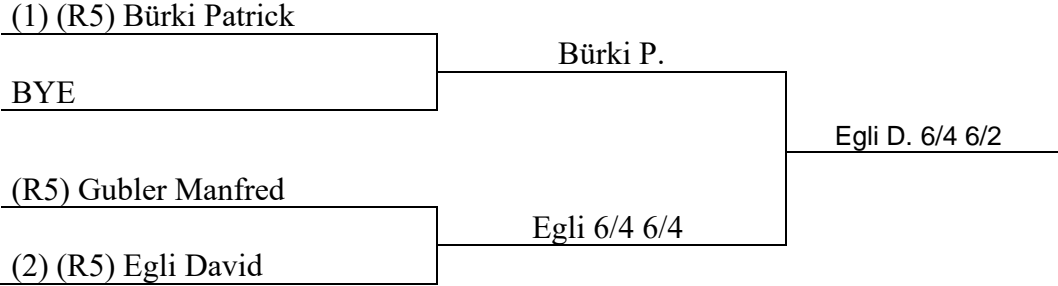 (1) (R5) Bürki Patrick
Bürki P.
BYE
Egli D. 6/4 6/2
(R5) Gubler Manfred
Egli 6/4 6/4
(2) (R5) Egli David